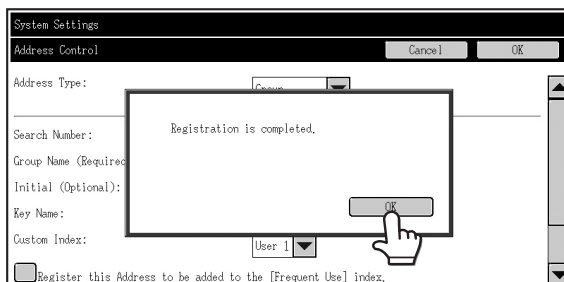 System Settings
Address Control Cancel OK
Address Type:
Registration is completed.
Search Number:
Group Name (Required
Initial (Optional):
OK
Key Name:
Custom Index: User 1
Register this Address to be added to the [Frequent Use] index.